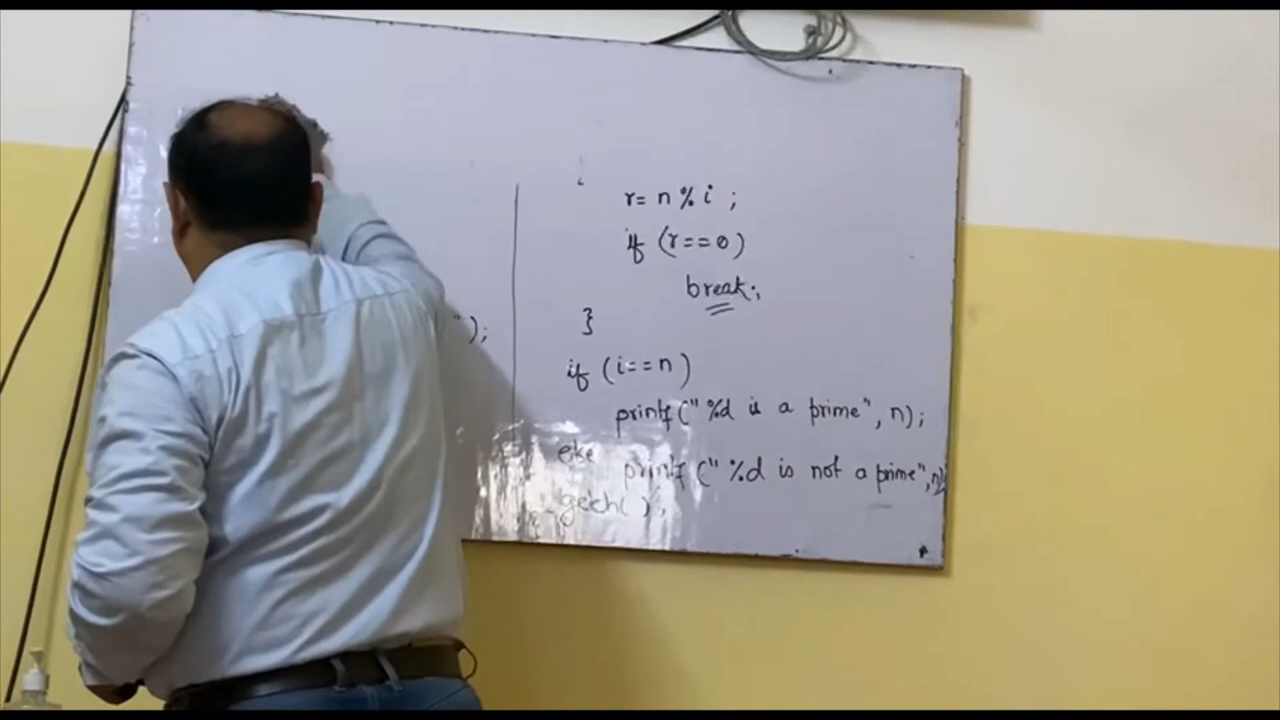 r= n % i ;
if (r==0)
break;
" );
}
if (i==n)
printf(" %d is a prime", n);
else printf (" %d is not a prime",n);
getch( );